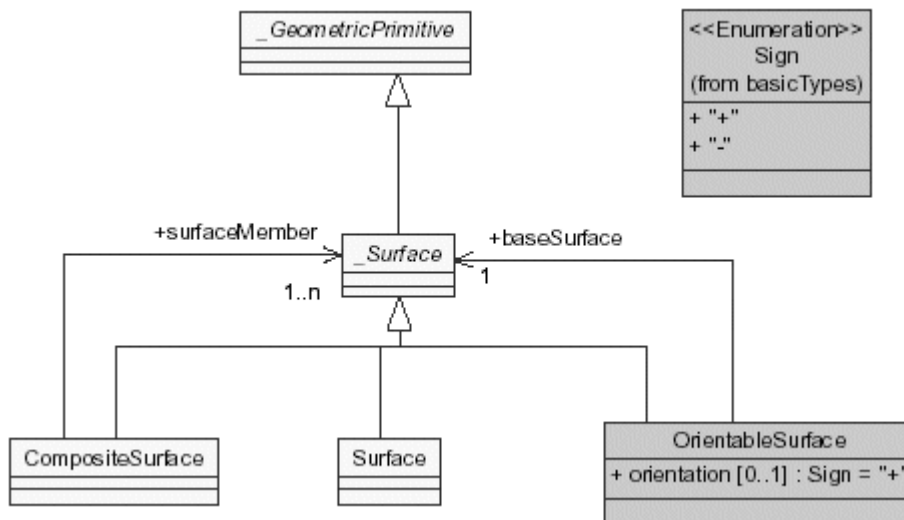 _GeometricPrimitive
<<Enumeration>>
Sign
(from basicTypes)
+ "+"
+ "-"
+surfaceMember
+baseSurface
_Surface
1..n
1
CompositeSurface
Surface
OrientableSurface
+ orientation [0..1] : Sign = "+"